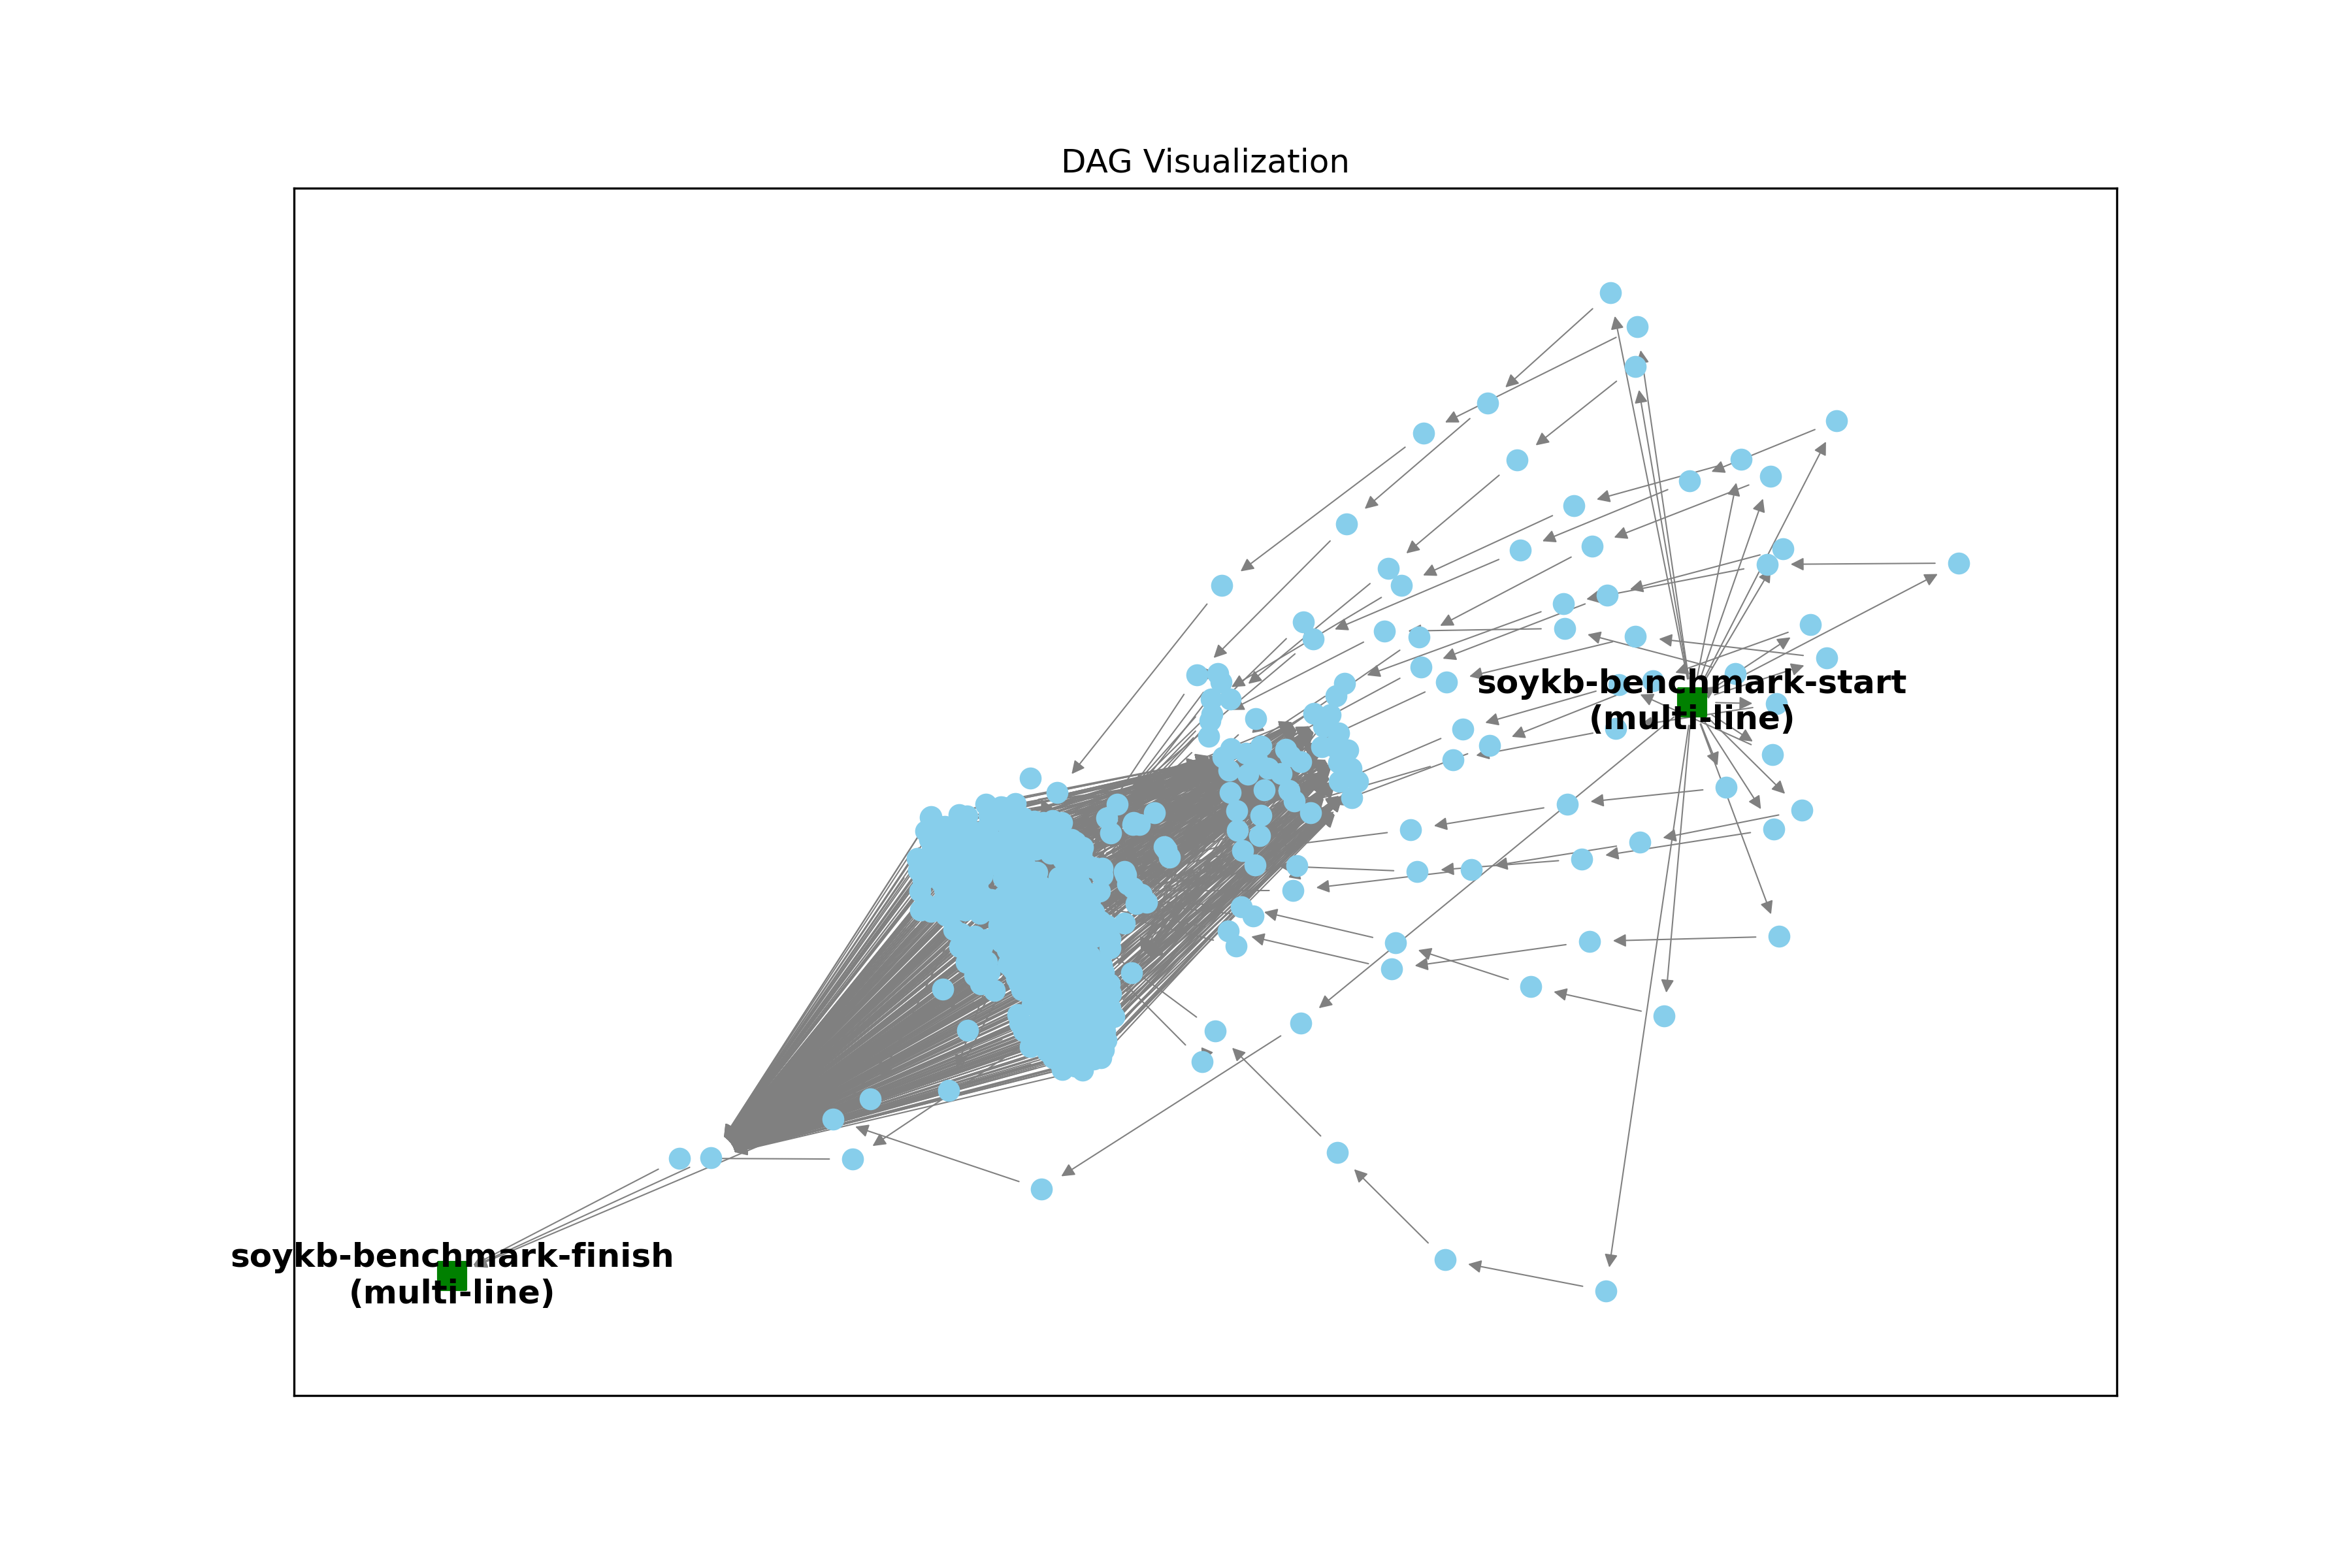 DAG Visualization
soykb-benchmark-start
(multi-line)
soykb-benchmark-finish
(multi-line)